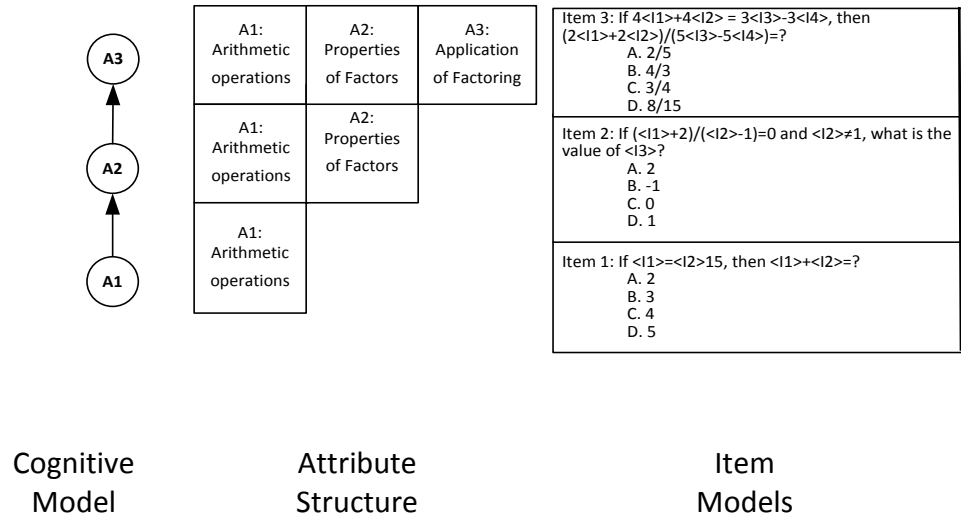 A3
A2
A1
A1:
Arithmetic
operations
A2:
Properties
of Factors
A3:
Application
of Factoring
A1:
Arithmetic
operations
A2:
Properties
of Factors
A1:
Arithmetic
operations
Item 3: If 4<I1>+4<I2> = 3<I3>-3<I4>, then
(2<I1>+2<I2>)/(5<I3>-5<I4>)=?
A. 2/5
B. 4/3
C. 3/4
D. 8/15
Item 2: If (<I1>+2)/(<I2>-1)=0 and <I2>≠1, what is the
value of <I3>?
A. 2
B. -1
C. 0
D. 1
Item 1: If <I1>=<I2>15, then <I1>+<I2>=?
A. 2
B. 3
C. 4
D. 5
Cognitive
Model
Attribute
Structure
Item
Models